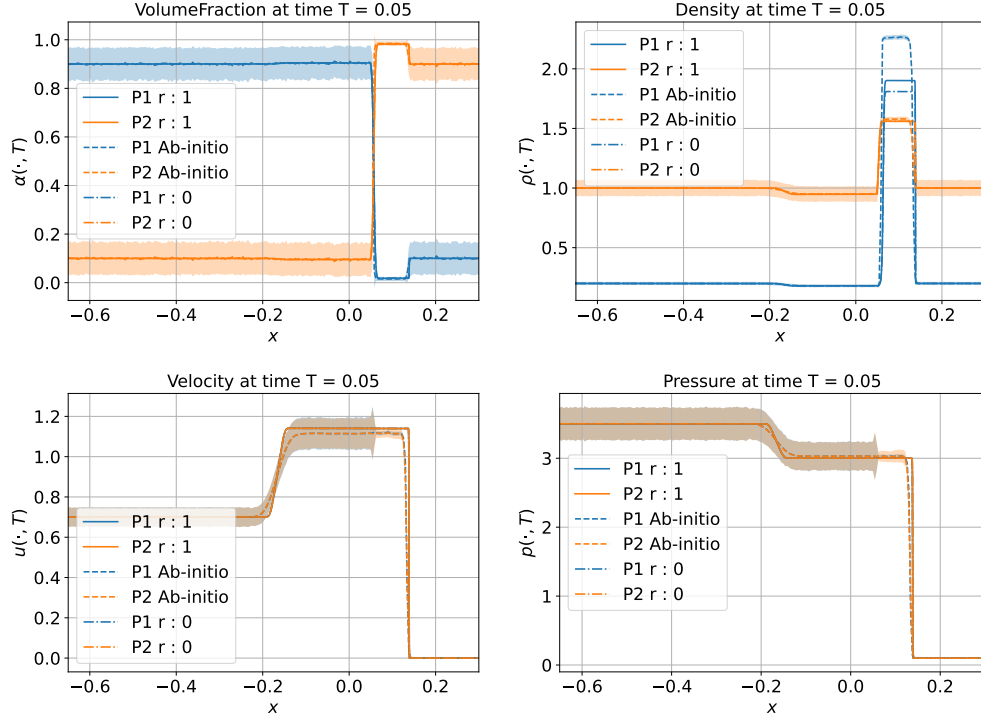 VolumeFraction at time T = 0.05
α(·, T)
1.0
0.8
0.6
0.4
0.2
0.0
P1 r : 1
P2 r : 1
P1 Ab-initio
P2 Ab-initio
P1 r : 0
P2 r : 0
−0.6
−0.4
−0.2
0.0
0.2
x
Density at time T = 0.05
ρ(·, T)
2.0
1.5
1.0
0.5
P1 r : 1
P2 r : 1
P1 Ab-initio
P2 Ab-initio
P1 r : 0
P2 r : 0
−0.6
−0.4
−0.2
0.0
0.2
x
Velocity at time T = 0.05
u(·, T)
1.2
1.0
0.8
0.6
0.4
0.2
0.0
P1 r : 1
P2 r : 1
P1 Ab-initio
P2 Ab-initio
P1 r : 0
P2 r : 0
−0.6
−0.4
−0.2
0.0
0.2
x
Pressure at time T = 0.05
p(·, T)
3
2
1
0
P1 r : 1
P2 r : 1
P1 Ab-initio
P2 Ab-initio
P1 r : 0
P2 r : 0
−0.6
−0.4
−0.2
0.0
0.2
x